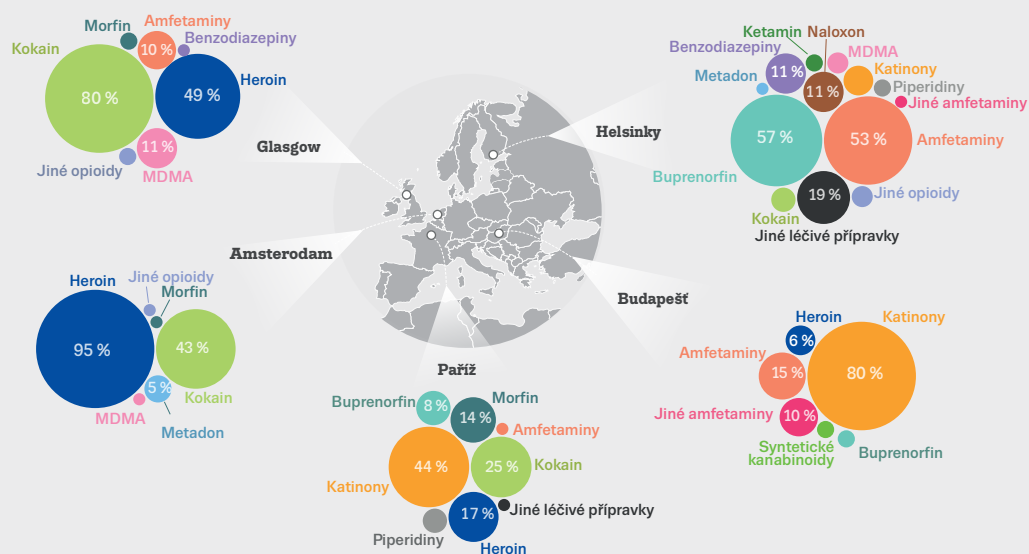 Morfin
Amfetaminy
Kokain
10 %
Benzodiazepiny
Heroin
80 %
49 %
11 %
Jiné opioidy
MDMA
Glasgow
Ketamin
Naloxon
Benzodiazepiny
MDMA
Metadon
11 %
Katinony
11 %
Piperidiny
Jiné amfetaminy
Helsinky
57 %
53 %
Amfetaminy
Buprenorfin
19 %
Jiné opioidy
Kokain
Jiné léčivé přípravky
Amsterodam
Heroin
Jiné opioidy
Morfin
95 %
43 %
5 %
Kokain
MDMA
Metadon
Budapešť
Heroin
Katinony
6 %
Amfetaminy
15 %
80 %
Jiné amfetaminy
10 %
Syntetické
kanabinoidy
Buprenorfin
Paříž
Buprenorfin
8 %
Morfin
14 %
Amfetaminy
44 %
25 %
Kokain
Katinony
17 %
Jiné léčivé přípravky
Piperidiny
Heroin